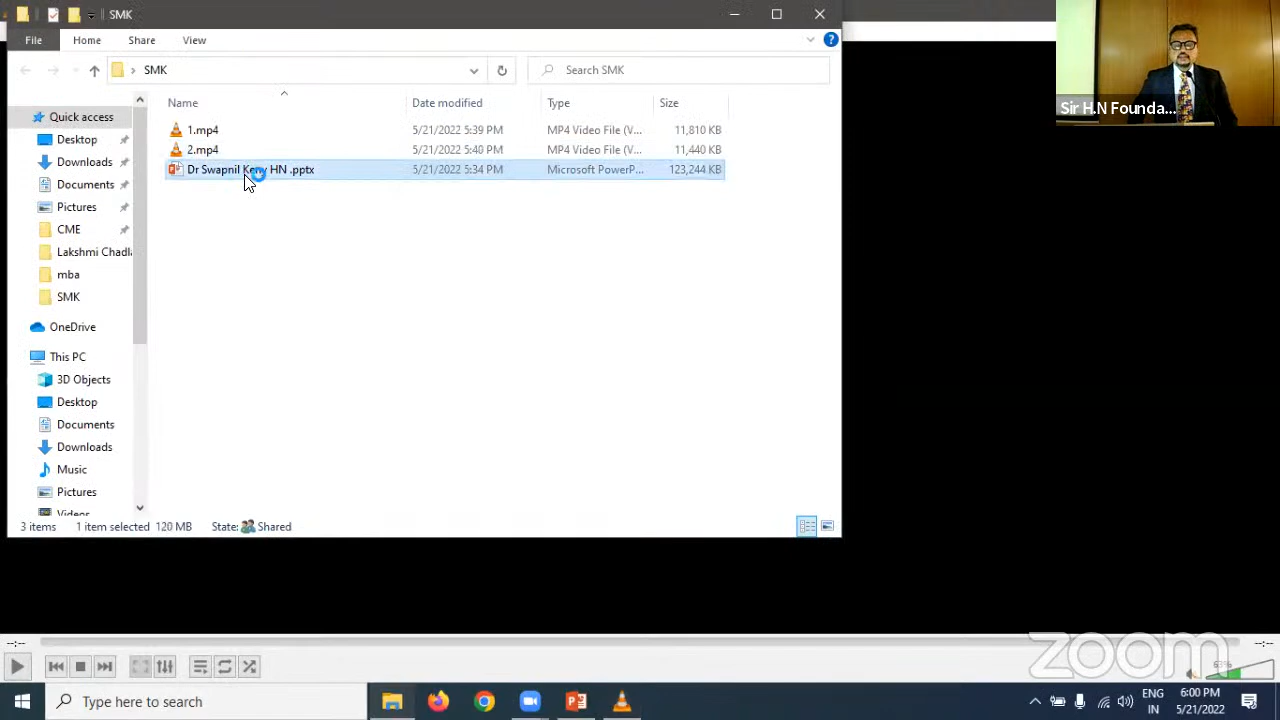 SMK
File Home Share View
SMK
Search SMK
Name Date modified Type Size
1.mp4 5/21/2022 5:39 PM MP4 Video File (V... 11,810 KB
2.mp4 5/21/2022 5:40 PM MP4 Video File (V... 11,440 KB
Dr Swapnil HN .pptx 5/21/2022 5:34 PM Microsoft PowerP... 123,244 KB
Quick access
Desktop
Downloads
Documents
Pictures
CME
Lakshmi Chadl
mba
SMK
OneDrive
This PC
3D Objects
Desktop
Documents
Downloads
Music
Pictures
Videos
3 items 1 item selected 120 MB State: Shared
Sir H.N Founda...
--:-- --:--
zoom
63%
Type here to search
ENG
IN
6:00 PM
5/21/2022